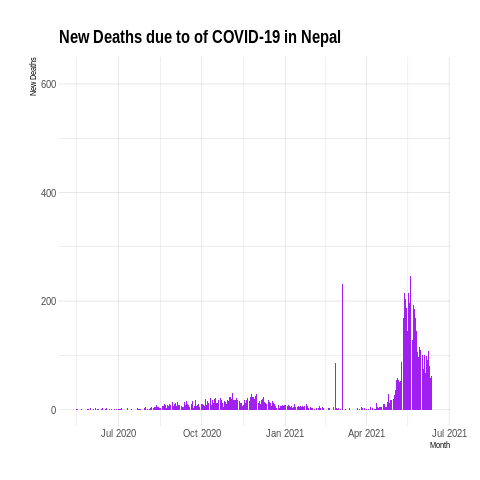 New Deaths due to of COVID-19 in Nepal
New Deaths
600
400
200
0
Jul 2020
Oct 2020
Jan 2021
Apr 2021
Jul 2021
Month